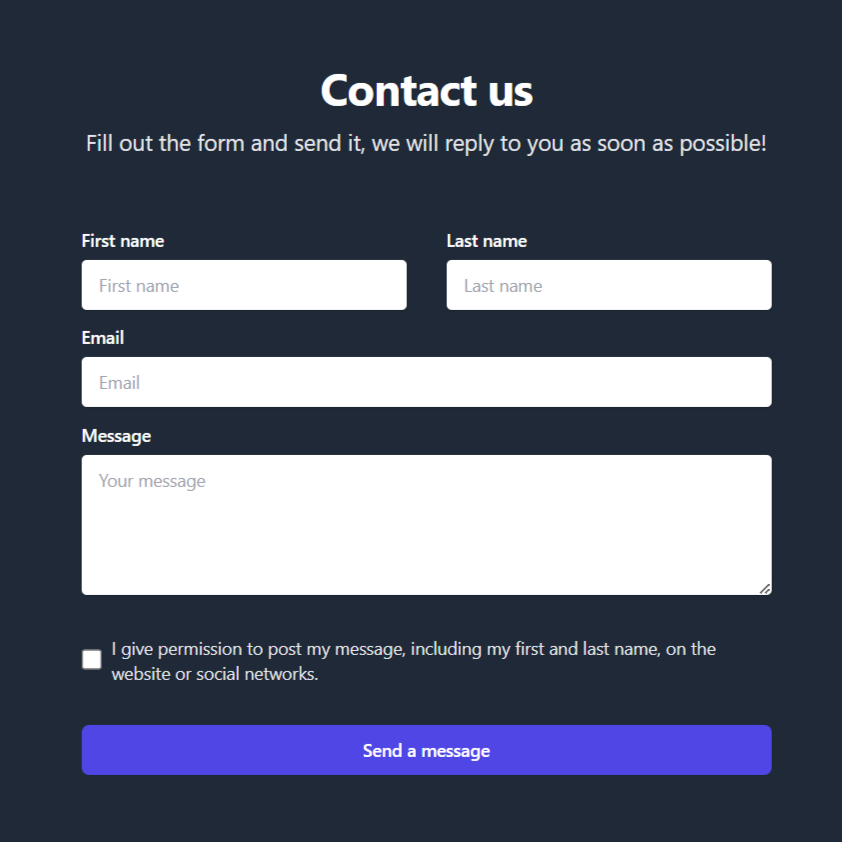 Contact us
Fill out the form and send it, we will reply to you as soon as possible!
First name
Last name
First name
Last name
Email
Email
Message
Your message
I give permission to post my message, including my first and last name, on the
website or social networks.
Send a message